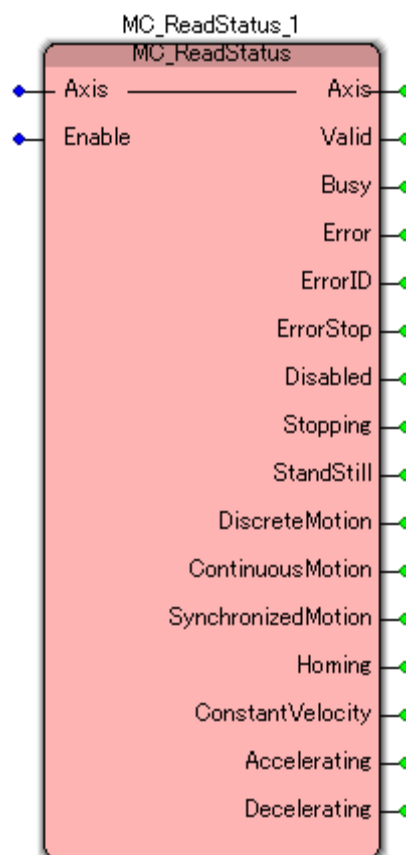 MC_ReadStatus_1
MC_ReadStatus
Axis Axis
Enable Valid
Busy
Error
ErrorID
ErrorStop
Disabled
Stopping
StandStill
DiscreteMotion
ContinuousMotion
SynchronizedMotion
Homing
ConstantVelocity
Accelerating
Decelerating